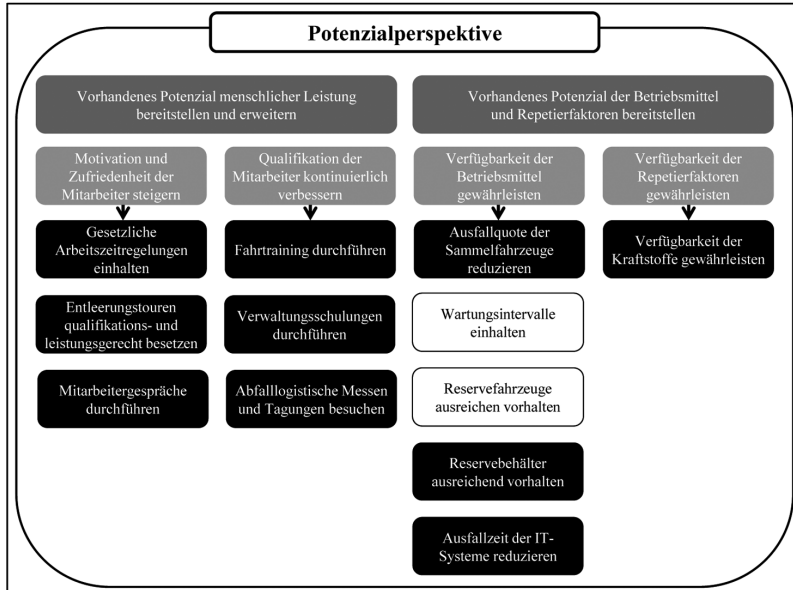 Potenzialperspektive
Vorhandenes Potenzial menschlicher Leistung
bereitstellen und erweitern
Vorhandenes Potenzial der Betriebsmittel
und Repetierfaktoren bereitstellen
Motivation und
Zufriedenheit der
Mitarbeiter steigern
Qualifikation der
Mitarbeiter kontinuierlich
verbessern
Verfügbarkeit der
Betriebsmittel
gewährleisten
Verfügbarkeit der
Repetierfaktoren
gewährleisten
Gesetzliche
Arbeitszeitregelungen
einhalten
Fahrtraining durchführen
Ausfallquote der
Sammelfahrzeuge
reduzieren
Verfügbarkeit der
Kraftstoffe gewährleisten
Entleerungstouren
qualifikations- und
leistungsgerecht besetzen
Verwaltungsschulungen
durchführen
Wartungsintervalle
einhalten
Mitarbeitergespräche
durchführen
Abfalllogistische Messen
und Tagungen besuchen
Reservefahrzeuge
ausreichen vorhalten
Reservebehälter
ausreichend vorhalten
Ausfallzeit der IT-
Systeme reduzieren